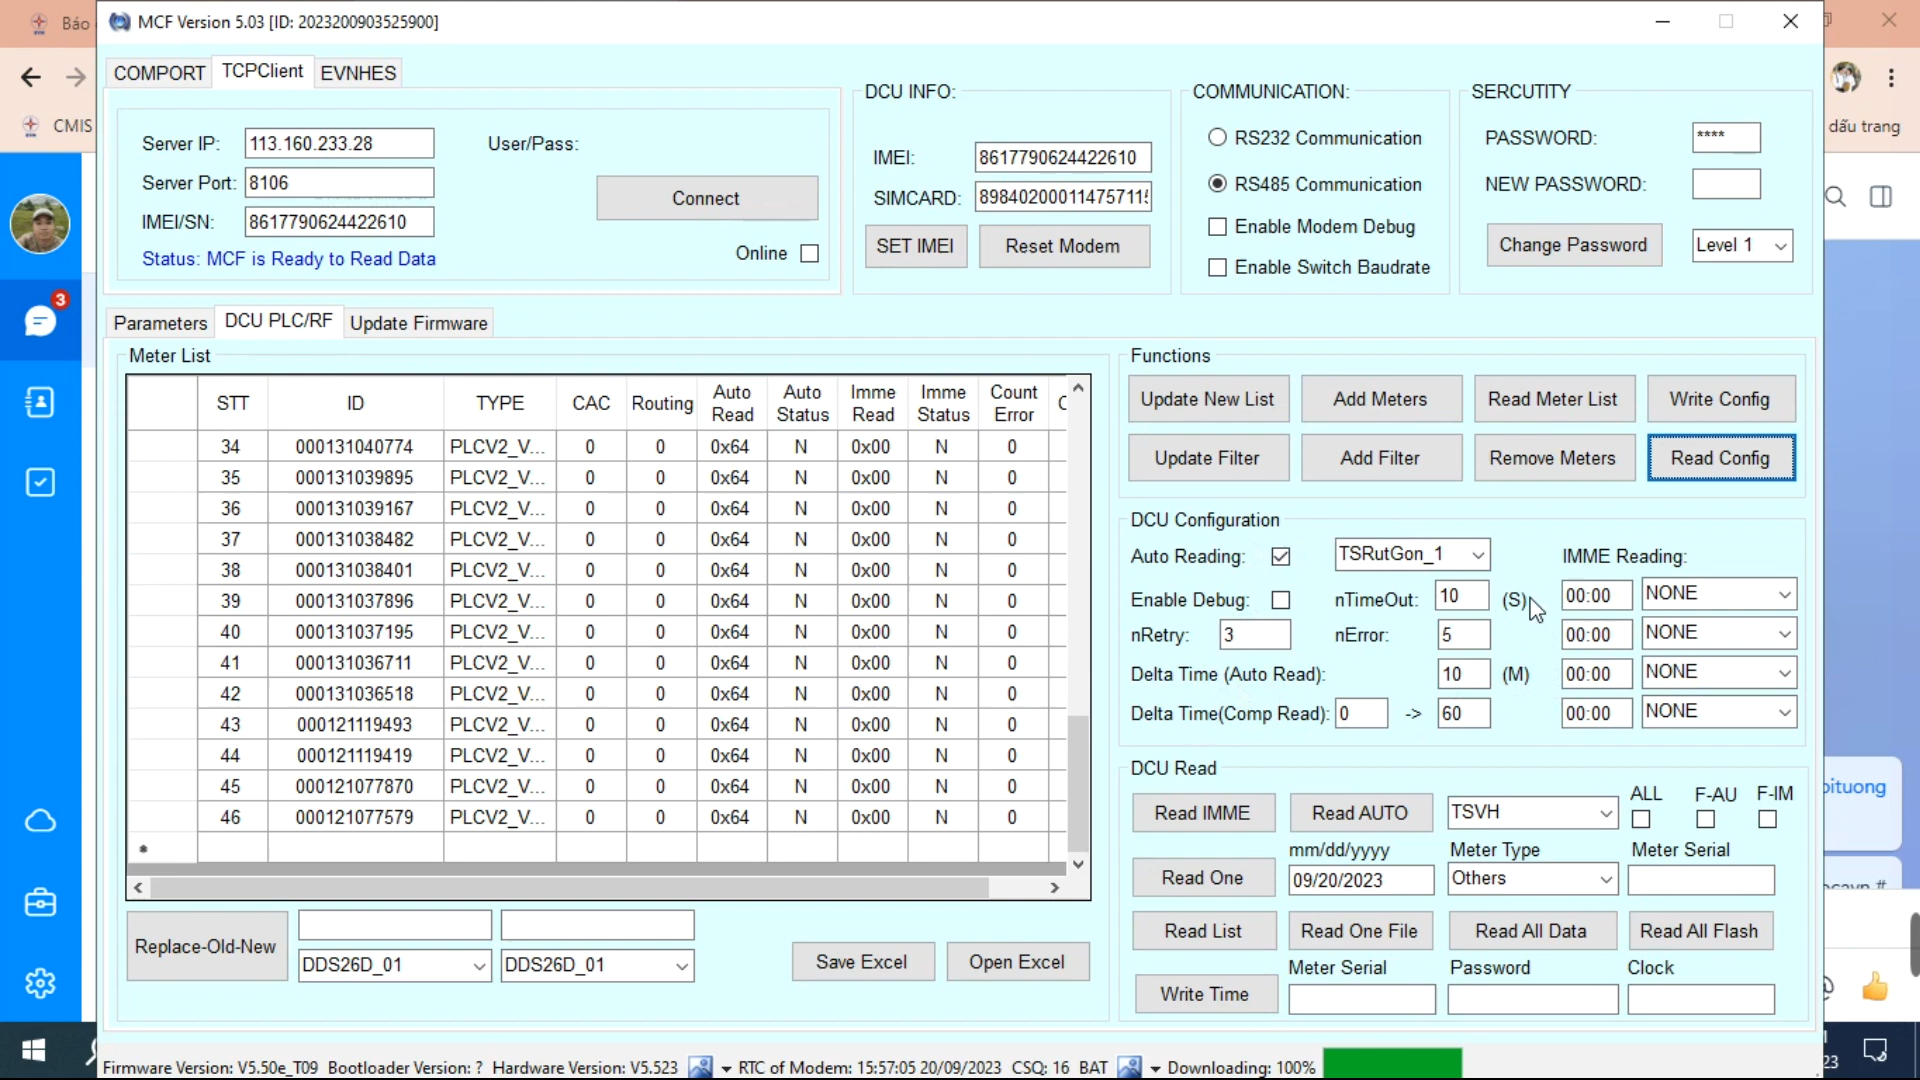 Báo
MCF Version 5.03 [ID: 2023200903525900]
CMIS
dấu trang
COMPORT TCPClient EVNHES
Server IP: 113.160.233.28 User/Pass:
Server Port: 8106
Connect
IMEI/SN: 8617790624422610
Status: MCF is Ready to Read Data
Online
DCU INFO:
IMEI: 8617790624422610
SIMCARD: 898402000114757115
SET IMEI Reset Modem
COMMUNICATION:
RS232 Communication
RS485 Communication
Enable Modem Debug
Enable Switch Baudrate
SERCUTITY
PASSWORD: ****
NEW PASSWORD:
Change Password Level 1
3
Parameters DCU PLC/RF Update Firmware
Meter List
STT ID TYPE CAC Routing Auto Read Auto Status Imme Read Imme Status Count Error
34 000131040774 PLCV2_V... 0 0 0x64 N 0x00 N 0
35 000131039895 PLCV2_V... 0 0 0x64 N 0x00 N 0
36 000131039167 PLCV2_V... 0 0 0x64 N 0x00 N 0
37 000131038482 PLCV2_V... 0 0 0x64 N 0x00 N 0
38 000131038401 PLCV2_V... 0 0 0x64 N 0x00 N 0
39 000131037896 PLCV2_V... 0 0 0x64 N 0x00 N 0
40 000131037195 PLCV2_V... 0 0 0x64 N 0x00 N 0
41 000131036711 PLCV2_V... 0 0 0x64 N 0x00 N 0
42 000131036518 PLCV2_V... 0 0 0x64 N 0x00 N 0
43 000121119493 PLCV2_V... 0 0 0x64 N 0x00 N 0
44 000121119419 PLCV2_V... 0 0 0x64 N 0x00 N 0
45 000121077870 PLCV2_V... 0 0 0x64 N 0x00 N 0
46 000121077579 PLCV2_V... 0 0 0x64 N 0x00 N 0
*
Replace-Old-New
DDS26D_01 DDS26D_01
Save Excel Open Excel
Functions
Update New List Add Meters Read Meter List Write Config
Update Filter Add Filter Remove Meters Read Config
DCU Configuration
Auto Reading: TSRutGon_1 IMME Reading:
Enable Debug: nTimeOut: 10 (S) 00:00 NONE
nRetry: 3 nError: 5 00:00 NONE
Delta Time (Auto Read): 10 (M) 00:00 NONE
Delta Time(Comp Read): 0 -> 60 00:00 NONE
DCU Read
Read IMME Read AUTO TSVH ALL F-AU F-IM
mm/dd/yyyy Meter Type Meter Serial
Read One 09/20/2023 Others
Read List Read One File Read All Data Read All Flash
Meter Serial Password Clock
Write Time
bituong
Firmware Version: V5.50e_T09 Bootloader Version: ? Hardware Version: V5.523 RTC of Modem: 15:57:05 20/09/2023 CSQ: 16 BAT Downloading: 100%
23